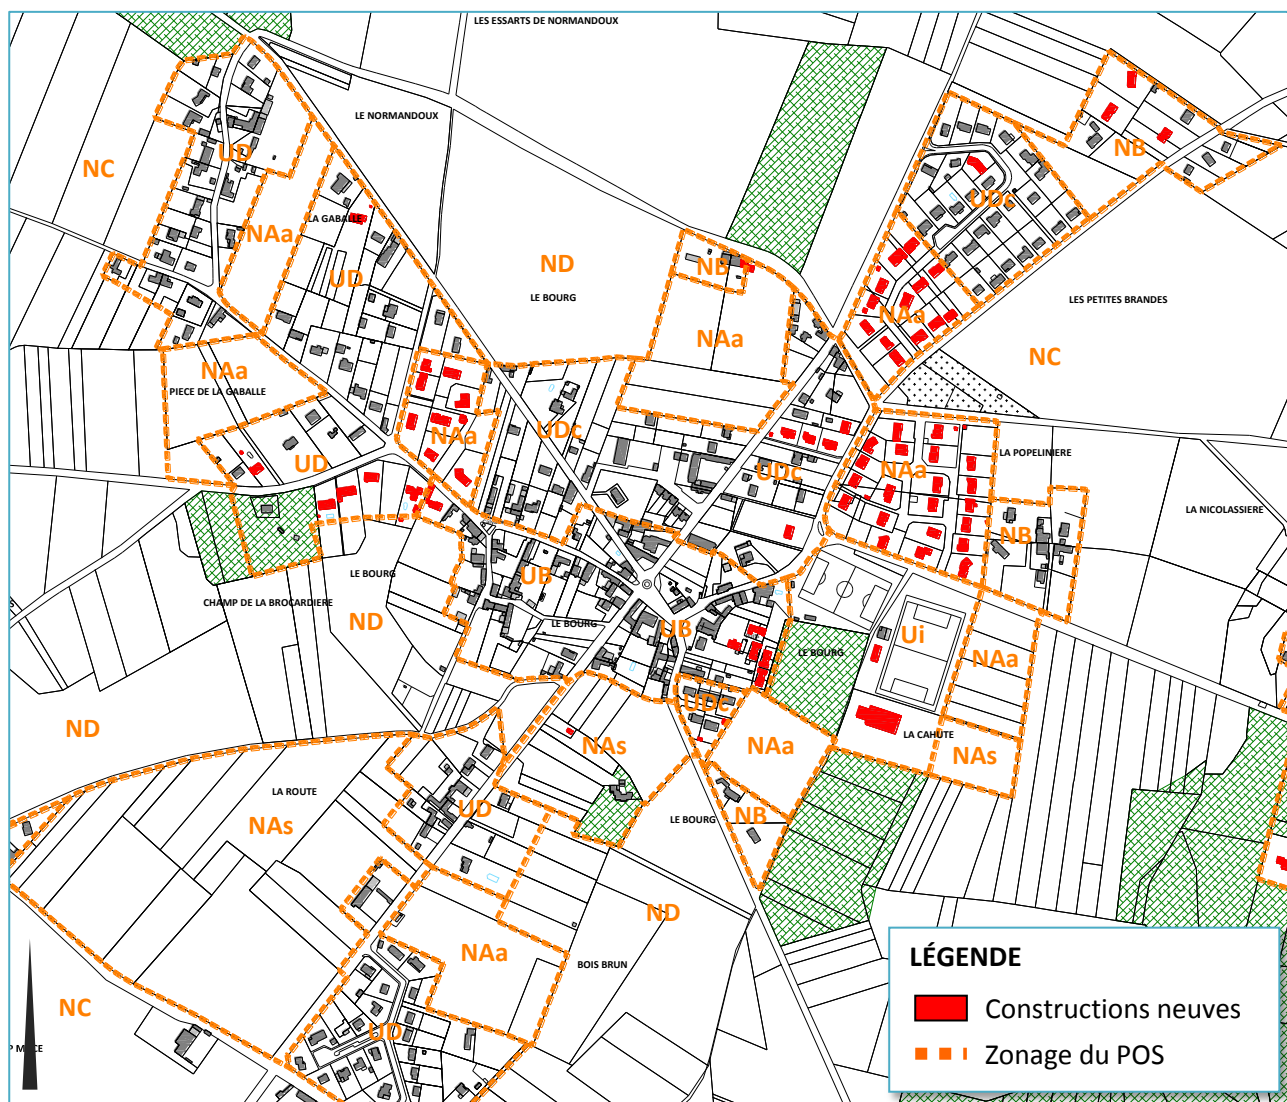 LES ESSARTS DE NORMANDOUX
LE NORMANDOUX
NC
UD
NB
UDc
LA GABALLE
NAa
UD
ND
LE BOURG
NB
NAa
NAa
LES PETITES BRANDES
NC
NAa
PIECE DE LA GABALLE
NAa
UDc
UD
UDc
NAa
LA POPELINIERE
LA NICOLASSIERE
NB
LE BOURG
UB
CHAMP DE LA BROCARDIERE
ND
LE BOURG
UB
LE BOURG
Ui
NAa
UDc
ND
NAs
NAa
LA CAHUTE
NAs
LA ROUTE
NAs
UD
LE BOURG
NB
ND
NAa
BOIS BRUN
NC
UD
LÉGENDE
Constructions neuves
Zonage du POS